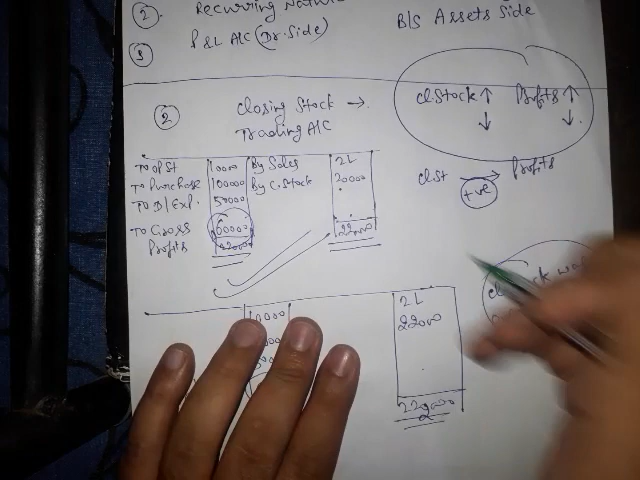 ②. Recurring
③ P&L A/C (Dr. Side)
B/S Assets Side
② Closing Stock →
Trading A/C
cl. Stock ↑ Profits ↑
↓ ↓
To Op St 10000 By Sales 2L
To Purchase 100000 By C. Stock 20000
To D/Exp. 50000
To Gross 60000
Profits 220000 220000
cl st → Profits
+ve
10000 2L
22000
222000